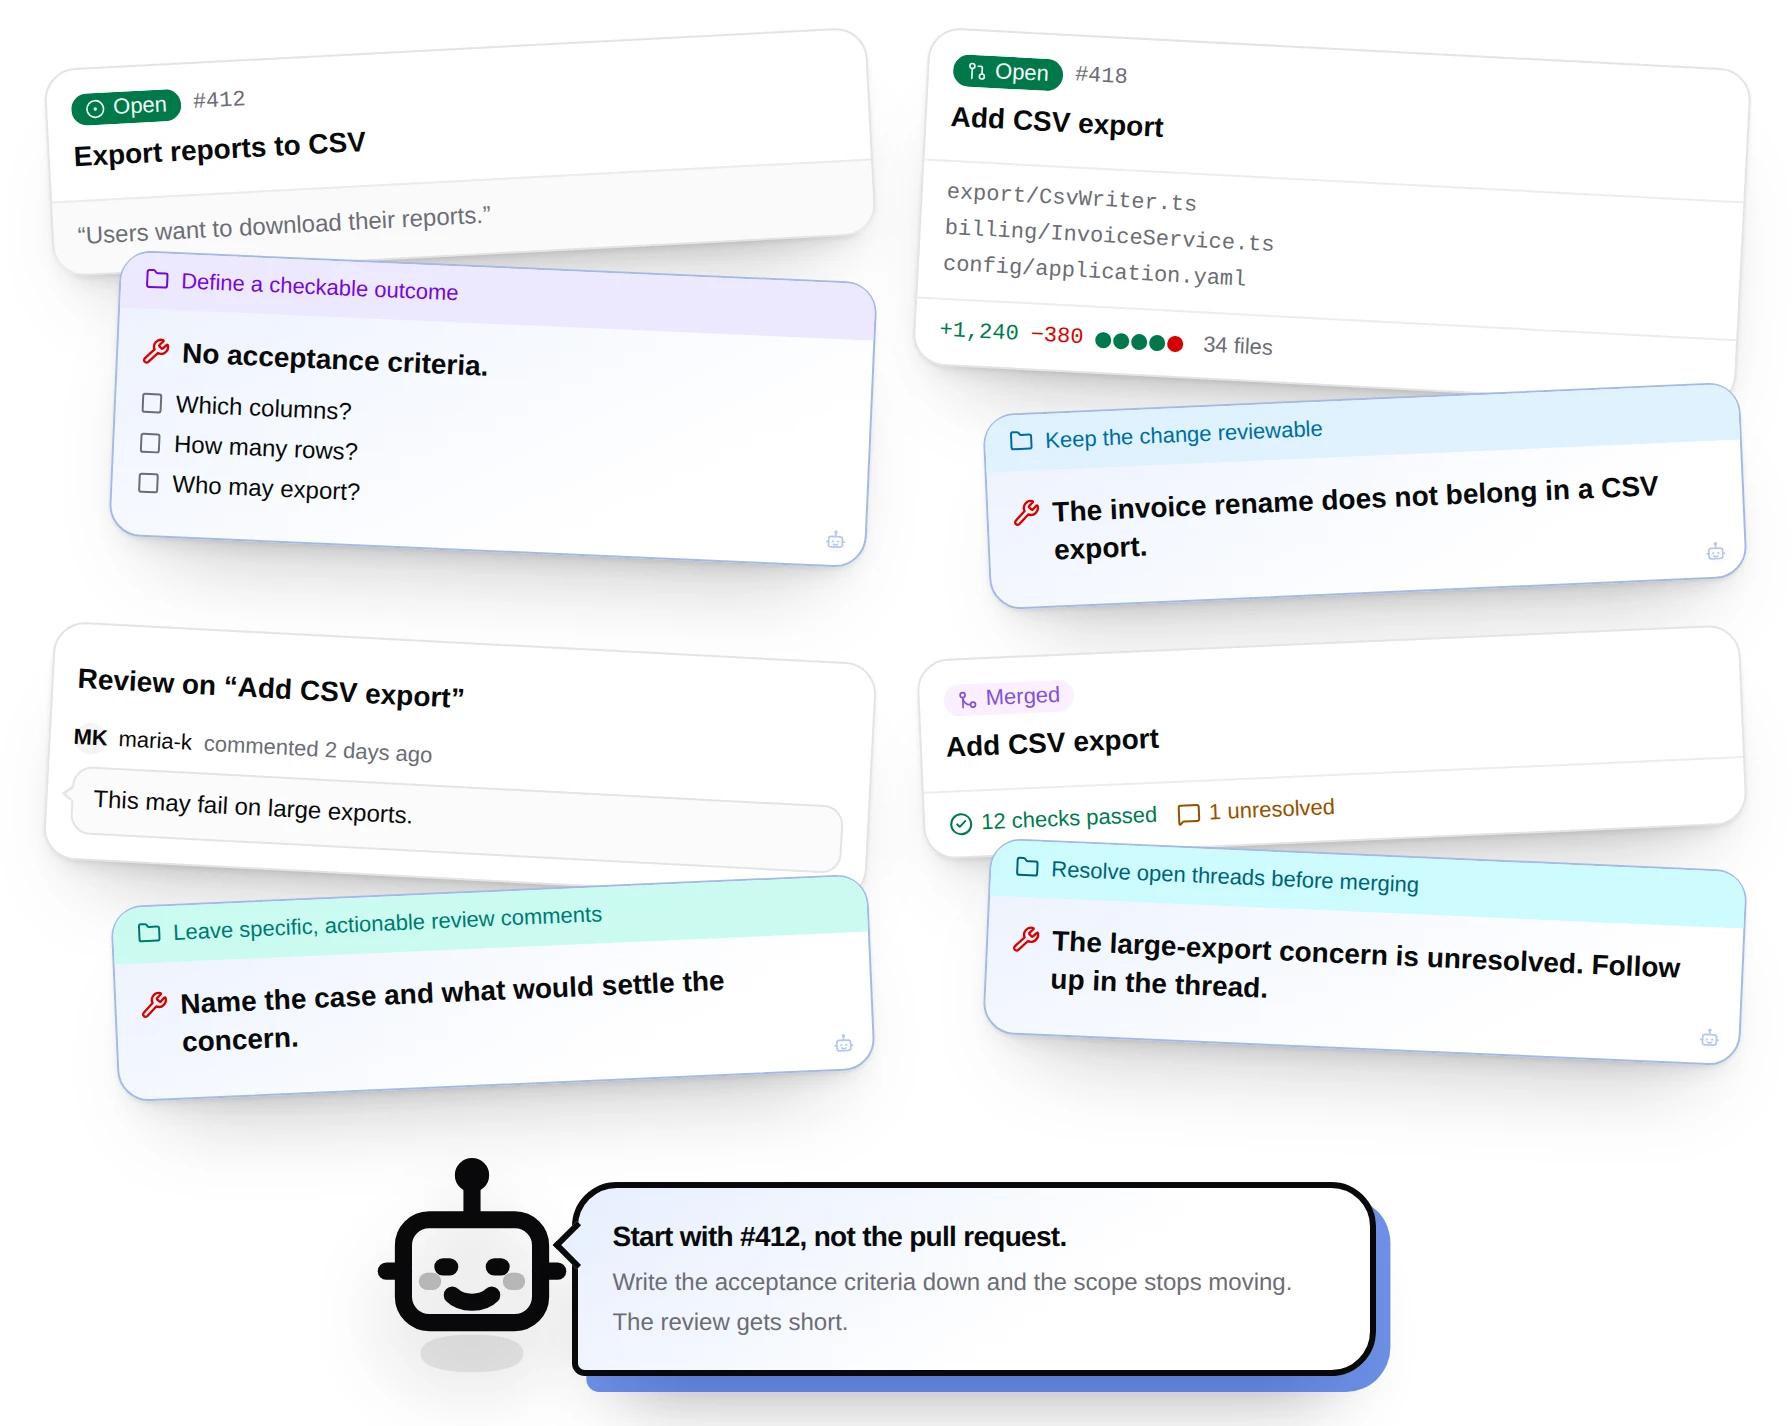 Open #412
Export reports to CSV
“Users want to download their reports.”
Define a checkable outcome
No acceptance criteria.
Which columns?
How many rows?
Who may export?
Open #418
Add CSV export
export/CsvWriter.ts
billing/InvoiceService.ts
config/application.yaml
+1,240 −380 34 files
Keep the change reviewable
The invoice rename does not belong in a CSV
export.
Review on “Add CSV export”
MK maria-k commented 2 days ago
This may fail on large exports.
Leave specific, actionable review comments
Name the case and what would settle the
concern.
Merged
Add CSV export
12 checks passed 1 unresolved
Resolve open threads before merging
The large-export concern is unresolved. Follow
up in the thread.
Start with #412, not the pull request.
Write the acceptance criteria down and the scope stops moving.
The review gets short.